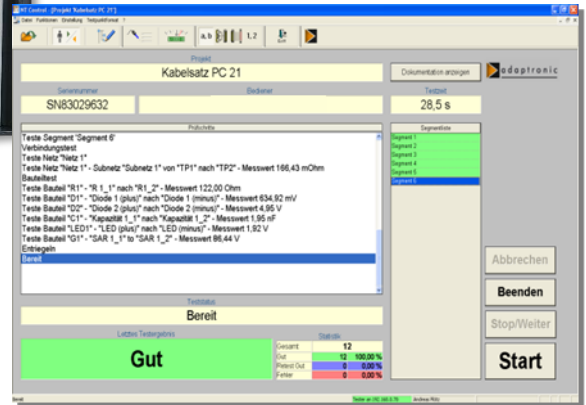 HT Control - [Projekt 'Kabelsatz PC 21']
Datei Funktionen Einstellung Testpunktformat ?
a,b 1,2
Projekt
Kabelsatz PC 21
Dokumentation anzeigen
adaptronic
Seriennummer
Bediener
Testzeit
SN83029632
28,5 s
Prüfschritte
Segmentliste
Teste Segment 'Segment 6'
Verbindungstest
Teste Netz "Netz 1"
Teste Netz "Netz 1" - Subnetz "Subnetz 1" von "TP1" nach "TP2" - Messwert 166,43 mOhm
Bauteiltest
Teste Bauteil "R1" - "R 1_1" nach "R1_2" - Messwert 122,00 Ohm
Teste Bauteil "D1" - "Diode 1 (plus)" nach "Diode 1 (minus)" - Messwert 634,92 mV
Teste Bauteil "D2" - "Diode 2 (plus)" nach "Diode 2 (minus)" - Messwert 4,95 V
Teste Bauteil "C1" - "Kapazität 1_1" nach "Kapazität 1_2" - Messwert 1,95 nF
Teste Bauteil "LED1" - "LED (plus)" nach "LED (minus)" - Messwert 1,92 V
Teste Bauteil "G1" - "SAR 1_1" to "SAR 1_2" - Messwert 86,44 V
Entriegeln
Bereit
Segment 1
Segment 2
Segment 3
Segment 4
Segment 5
Segment 6
Abbrechen
Beenden
Stop/Weiter
Start
Teststatus
Bereit
Letztes Testergebnis
Statistik
Gut
Gesamt 12
Gut 12 100,00 %
Retest Gut 0 0,00 %
Fehler 0 0,00 %
Bereit